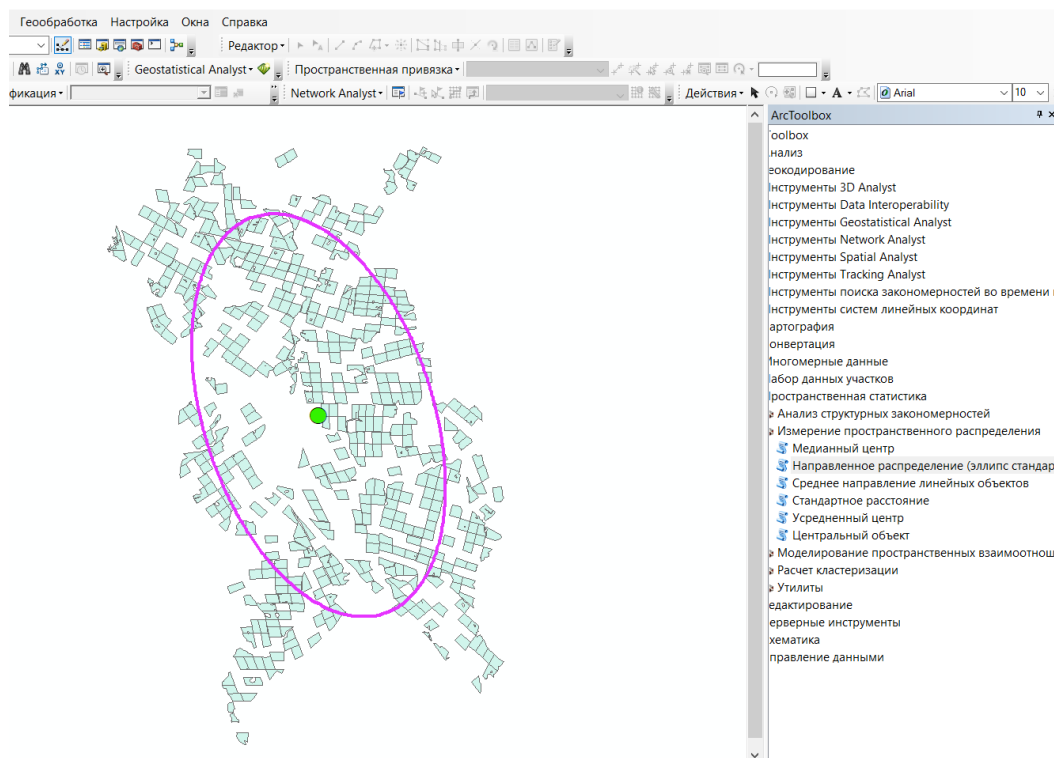 Геообработка Настройка Окна Справка
Редактор
Geostatistical Analyst Пространственная привязка
фикация Network Analyst Действия Arial 10
ArcToolbox
oolbox
нализ
еокодирование
нструменты 3D Analyst
нструменты Data Interoperability
нструменты Geostatistical Analyst
нструменты Network Analyst
нструменты Spatial Analyst
нструменты Tracking Analyst
нструменты поиска закономерностей во времени и
нструменты систем линейных координат
артография
онвертация
ногомерные данные
абор данных участков
ространственная статистика
Анализ структурных закономерностей
Измерение пространственного распределения
Медианный центр
Направленное распределение (эллипс стандар
Среднее направление линейных объектов
Стандартное расстояние
Усредненный центр
Центральный объект
Моделирование пространственных взаимоотнош
Расчет кластеризации
Утилиты
едактирование
ерверные инструменты
хематика
правление данными